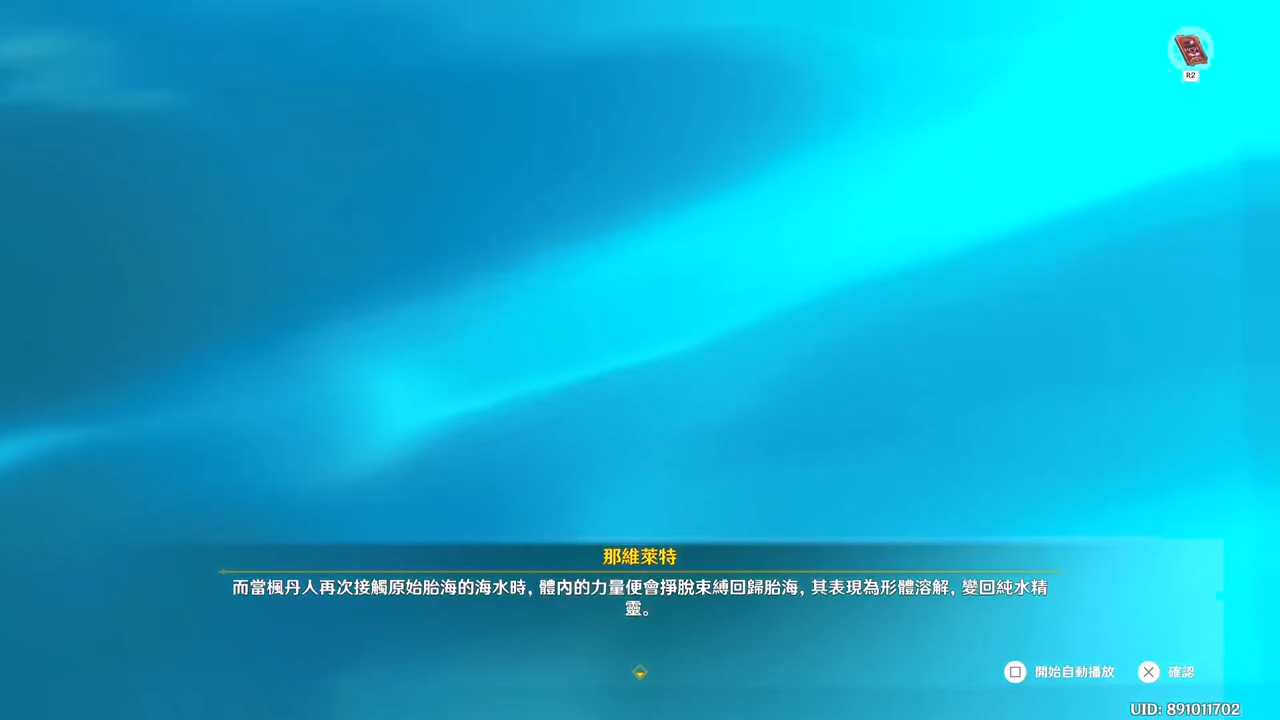 R2
那維萊特
而當楓丹人再次接觸原始胎海的海水時, 體內的力量便會掙脫束縛回歸胎海, 其表現為形體溶解, 變回純水精
靈。
開始自動播放
確認
UID: 891011702